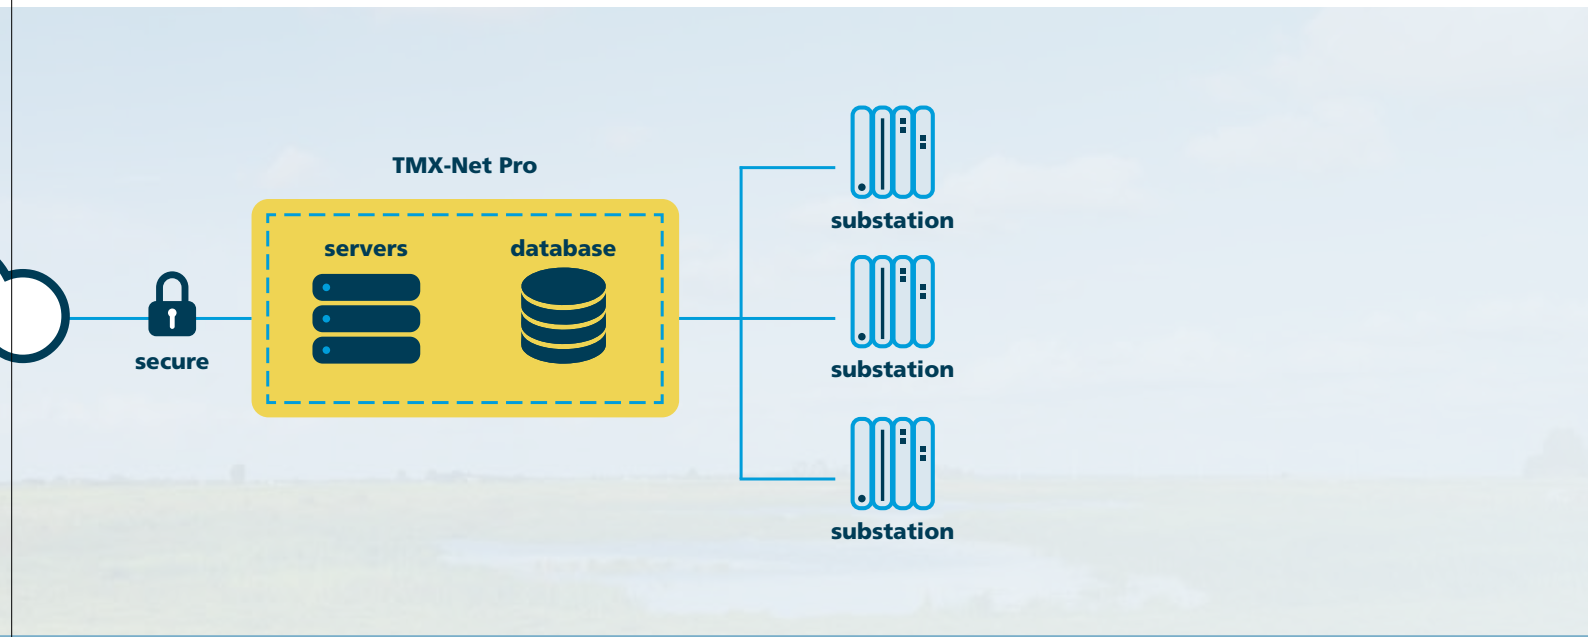 TMX-Net Pro
servers
database
secure
substation
substation
substation